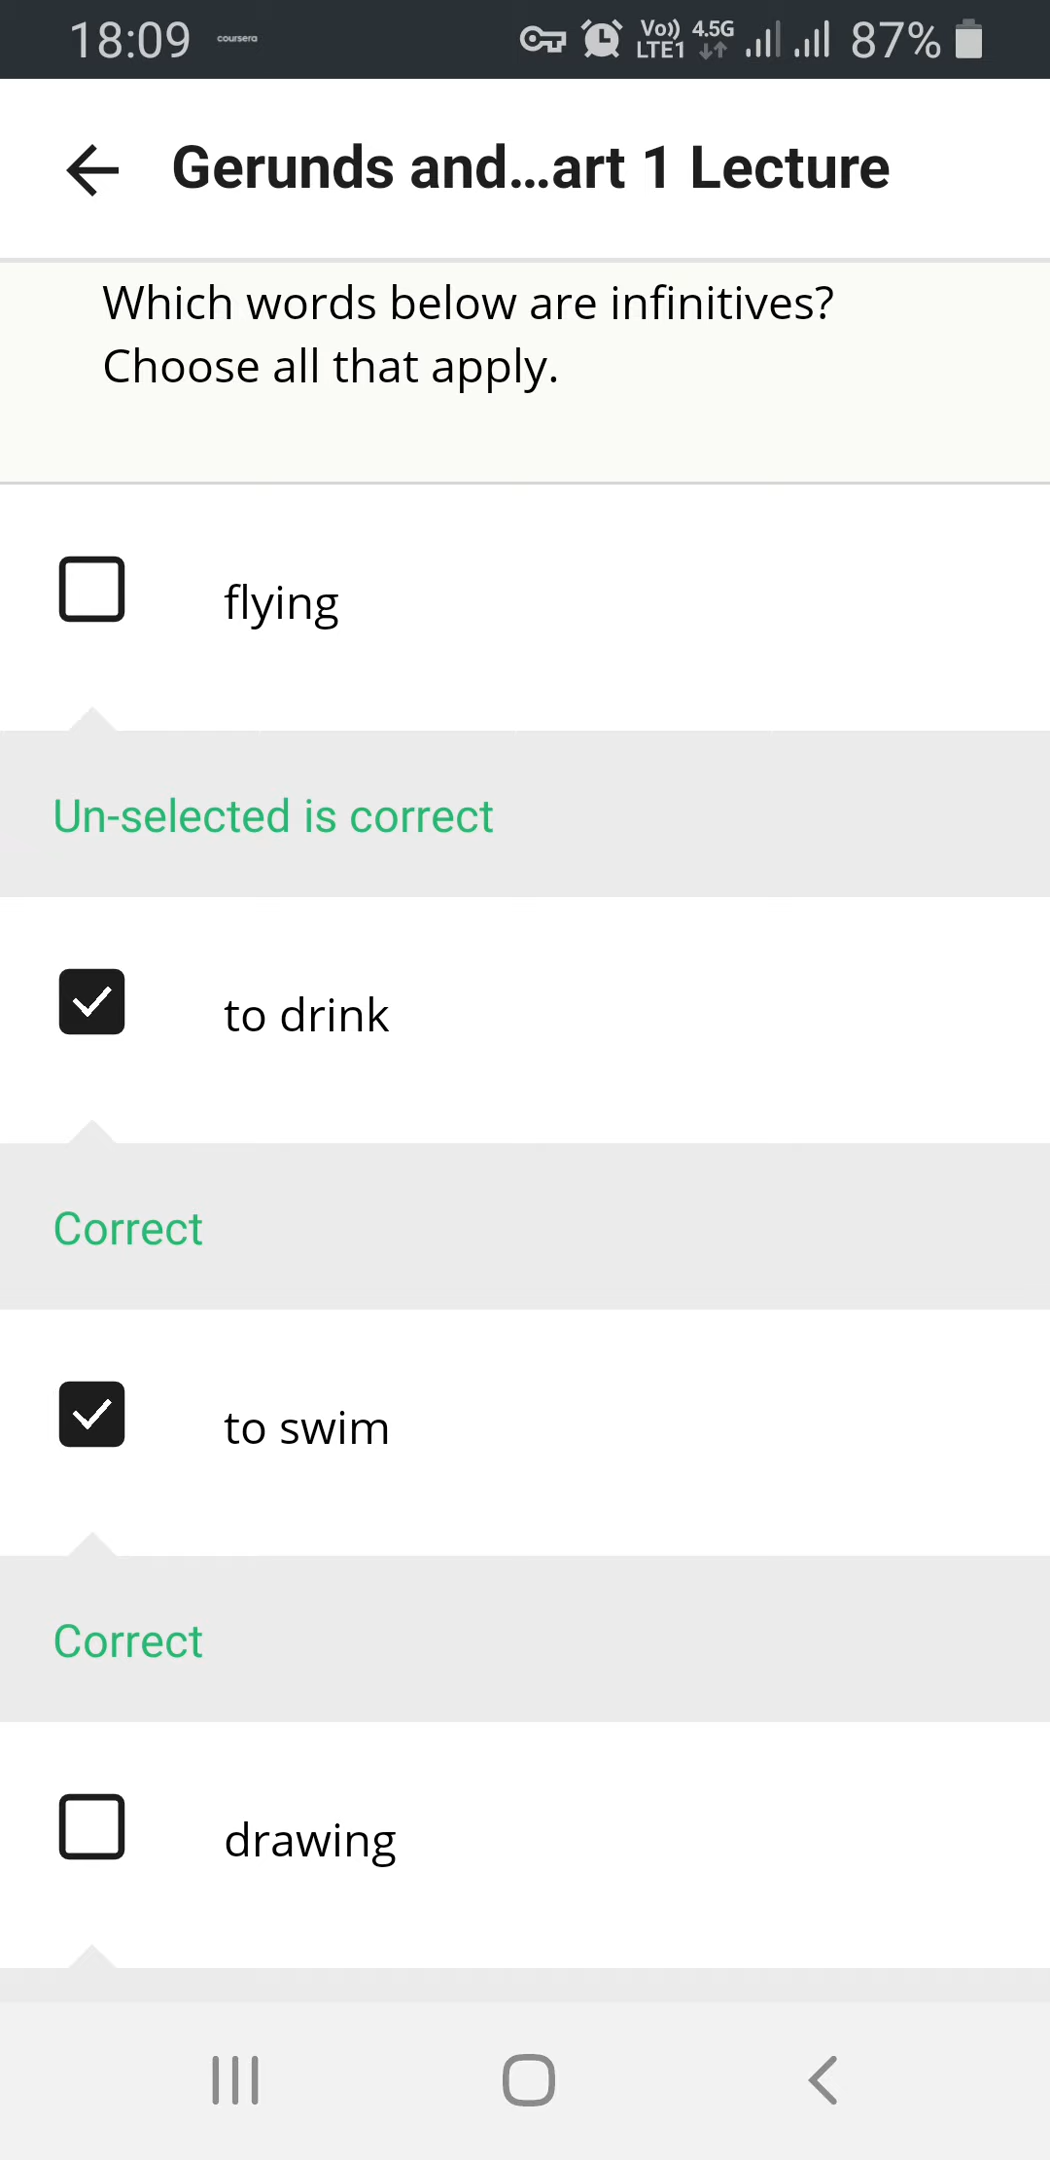 18:09 coursera Vo)) LTE1 4.5G 87%
Gerunds and...art 1 Lecture
Which words below are infinitives?
Choose all that apply.
flying
Un-selected is correct
to drink
Correct
to swim
Correct
drawing